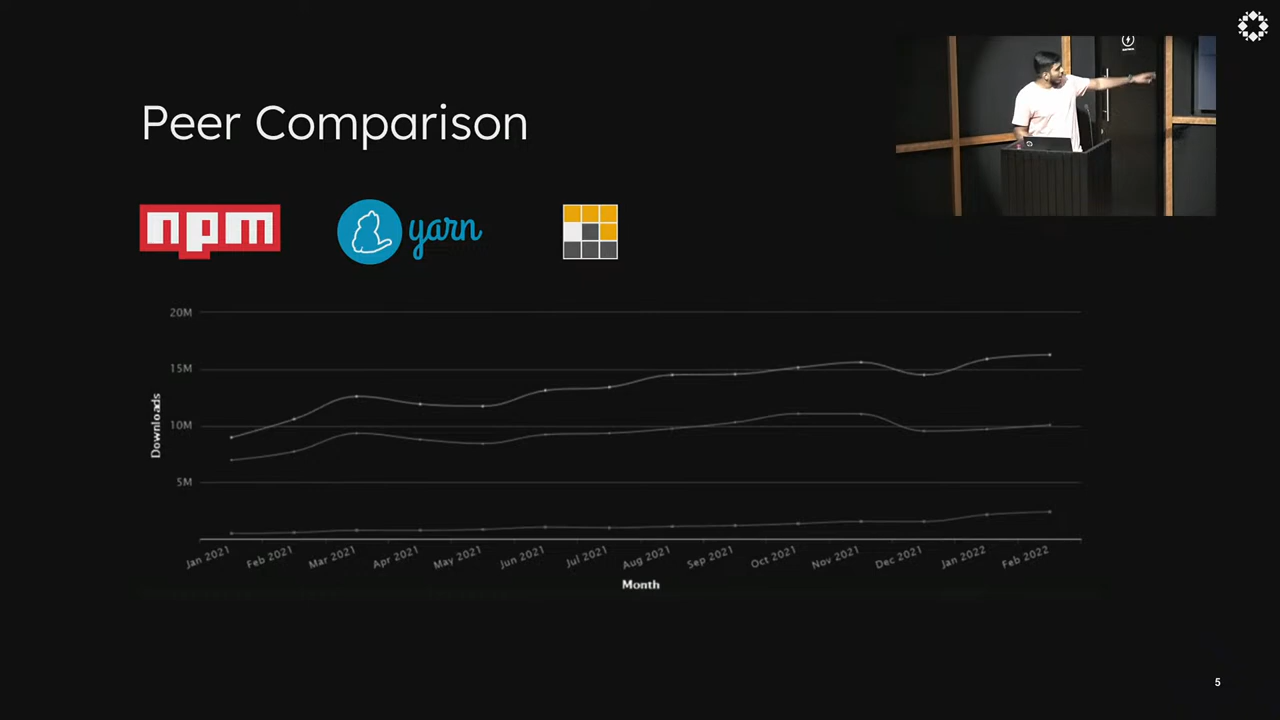 Peer Comparison
npm
yarn
20M
15M
10M
5M
Downloads
Jan 2021
Feb 2021
Mar 2021
Apr 2021
May 2021
Jun 2021
Jul 2021
Aug 2021
Sep 2021
Oct 2021
Nov 2021
Dec 2021
Jan 2022
Feb 2022
Month
5